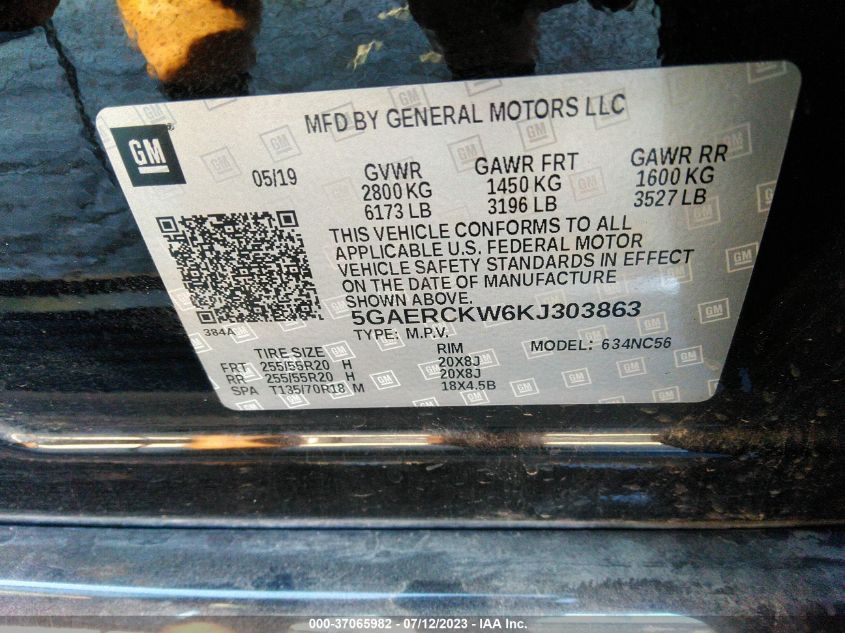 MFD BY GENERAL MOTORS LLC
GM
05/19
GVWR
2800 KG
6173 LB
GAWR FRT
1450 KG
3196 LB
GAWR RR
1600 KG
3527 LB
THIS VEHICLE CONFORMS TO ALL
APPLICABLE U.S. FEDERAL MOTOR
VEHICLE SAFETY STANDARDS IN EFFECT
ON THE DATE OF MANUFACTURE
SHOWN ABOVE.
384A
5GAERCKW6KJ303863
TYPE: M.P.V.
MODEL: 634NC56
TIRE SIZE RIM
FRT 255/55R20 H 20X8J
RR 255/55R20 H 20X8J
SPA T135/70R18 M 18X4.5B
000-37065982 - 07/12/2023 - IAA Inc.